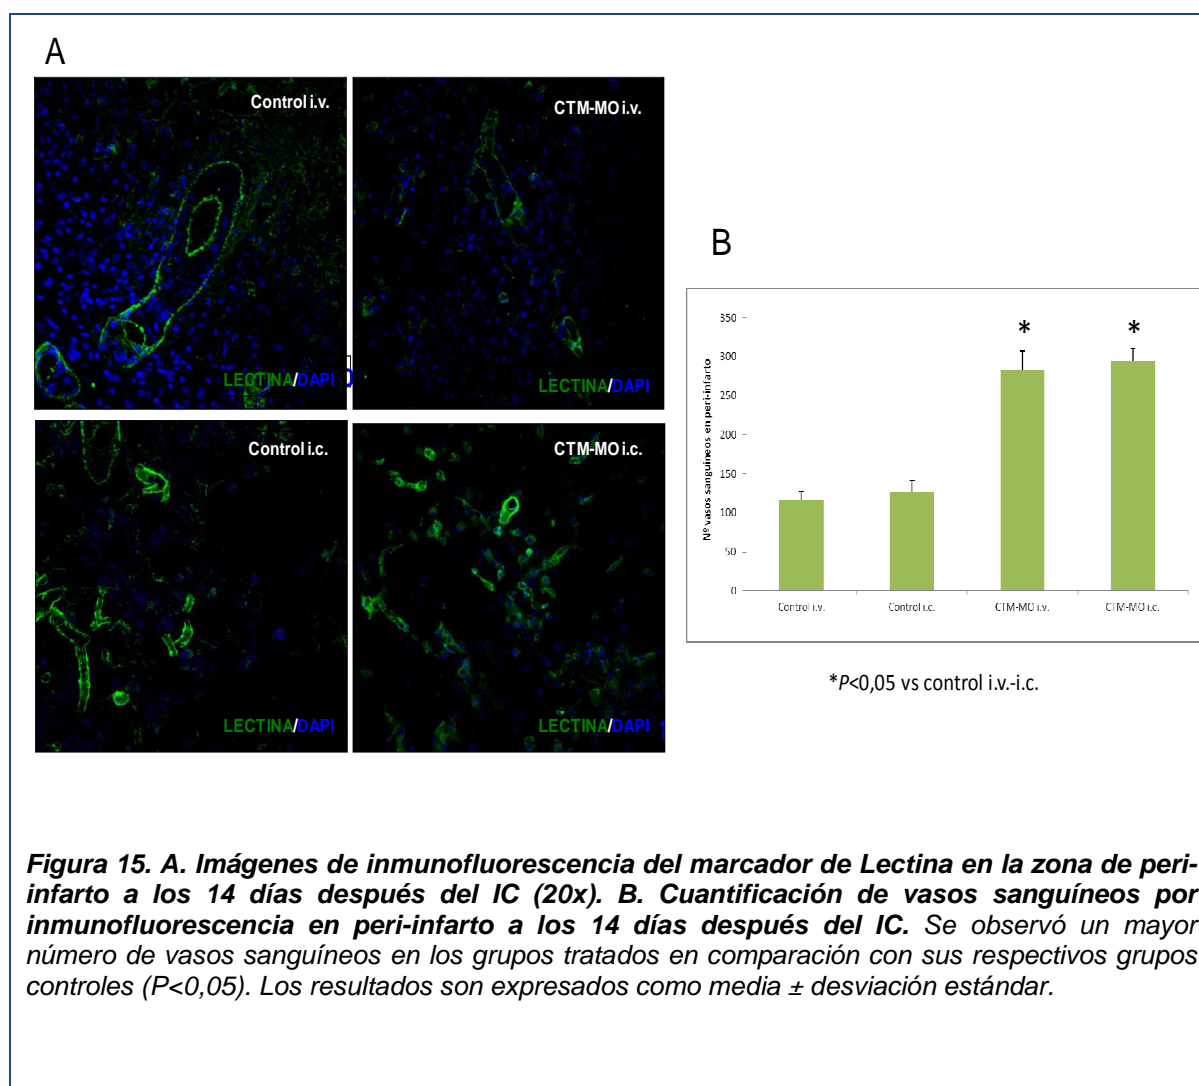 A
Control i.v.
CTM-MO i.v.
LECTINA/DAPI
LECTINA/DAPI
Control i.c.
CTM-MO i.c.
LECTINA/DAPI
LECTINA/DAPI
B
Nº vasos sanguíneos en peri-infarto
350
300
250
200
150
100
50
0
*
*
Control i.v.
Control i.c.
CTM-MO i.v.
CTM-MO i.c.
*P<0,05 vs control i.v.-i.c.
Figura 15. A. Imágenes de inmunofluorescencia del marcador de Lectina en la zona de peri-
infarto a los 14 días después del IC (20x). B. Cuantificación de vasos sanguíneos por
inmunofluorescencia en peri-infarto a los 14 días después del IC. Se observó un mayor
número de vasos sanguíneos en los grupos tratados en comparación con sus respectivos grupos
controles (P<0,05). Los resultados son expresados como media ± desviación estándar.